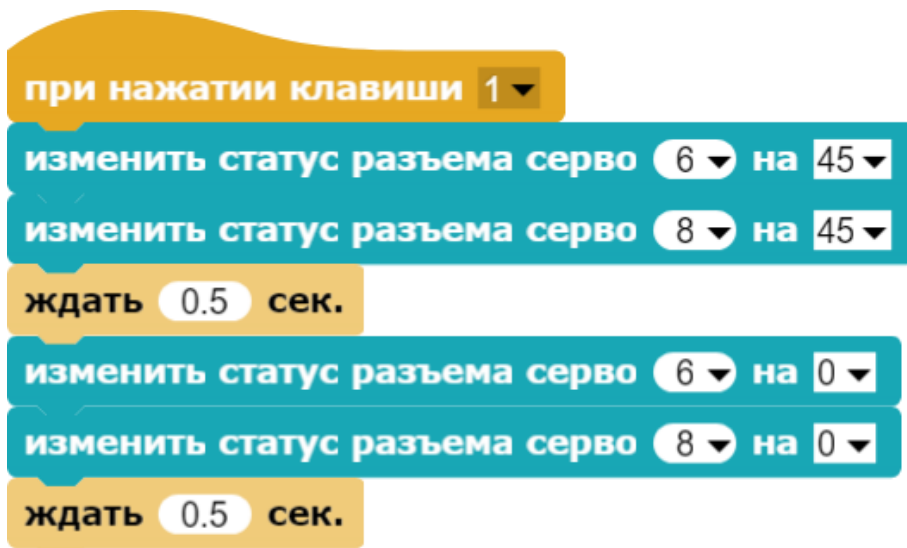 при нажатии клавиши 1
изменить статус разъема серво 6 на 45
изменить статус разъема серво 8 на 45
ждать 0.5 сек.
изменить статус разъема серво 6 на 0
изменить статус разъема серво 8 на 0
ждать 0.5 сек.